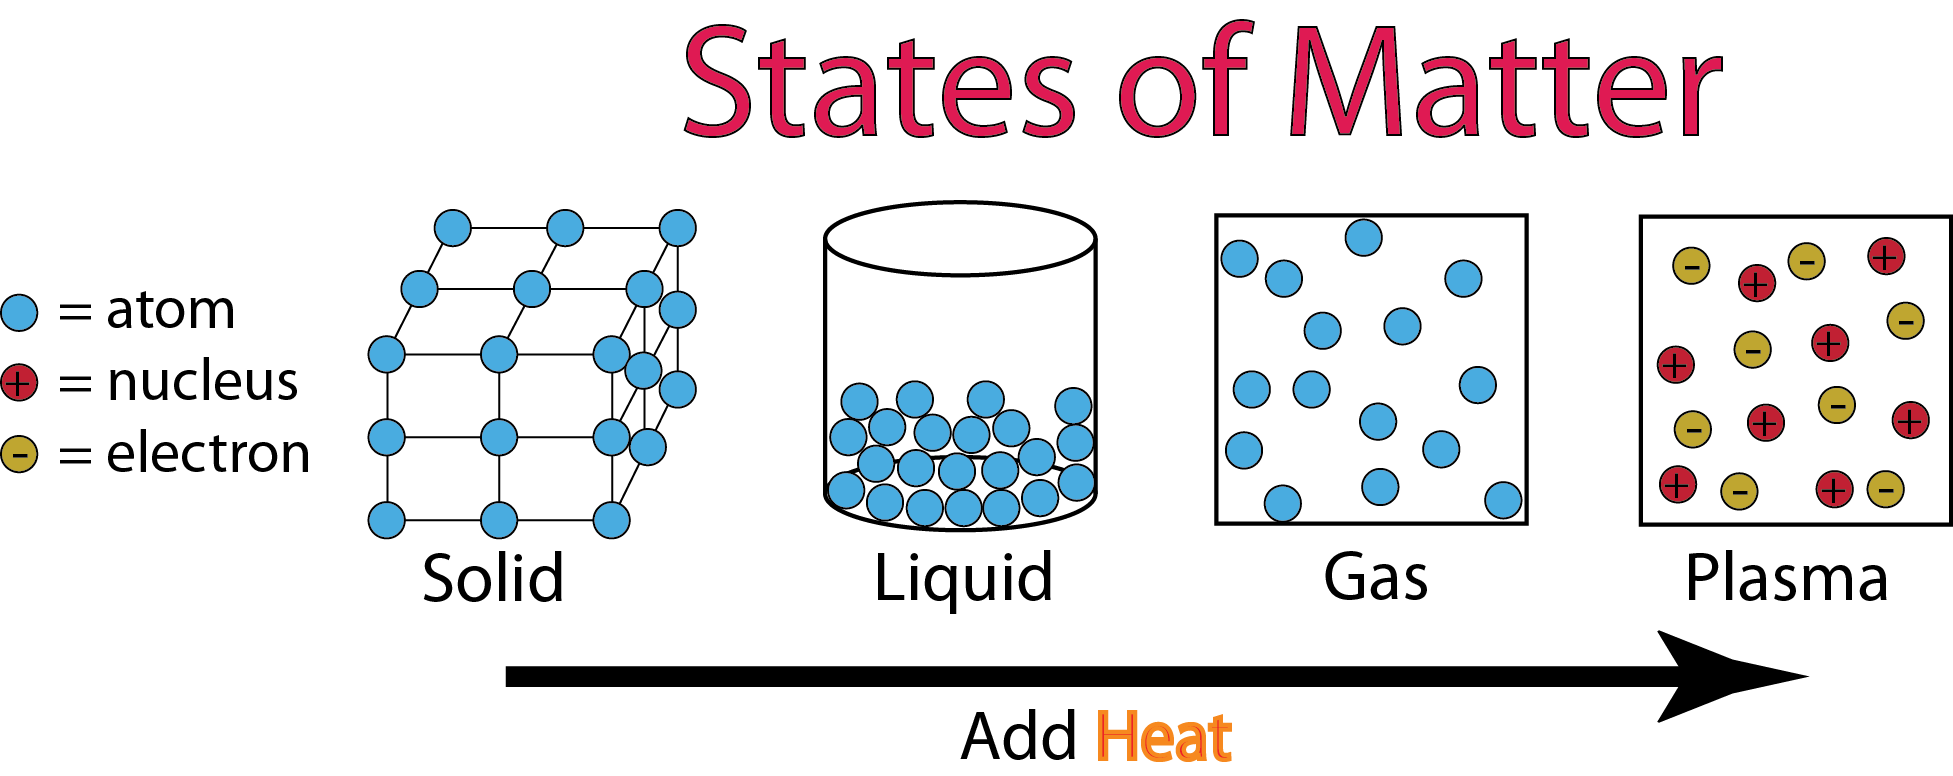 States of Matter
= atom
+ = nucleus
- = electron
- - +
+ -
+ - +
- + - +
+ - + -
Solid Liquid Gas Plasma
Add Heat